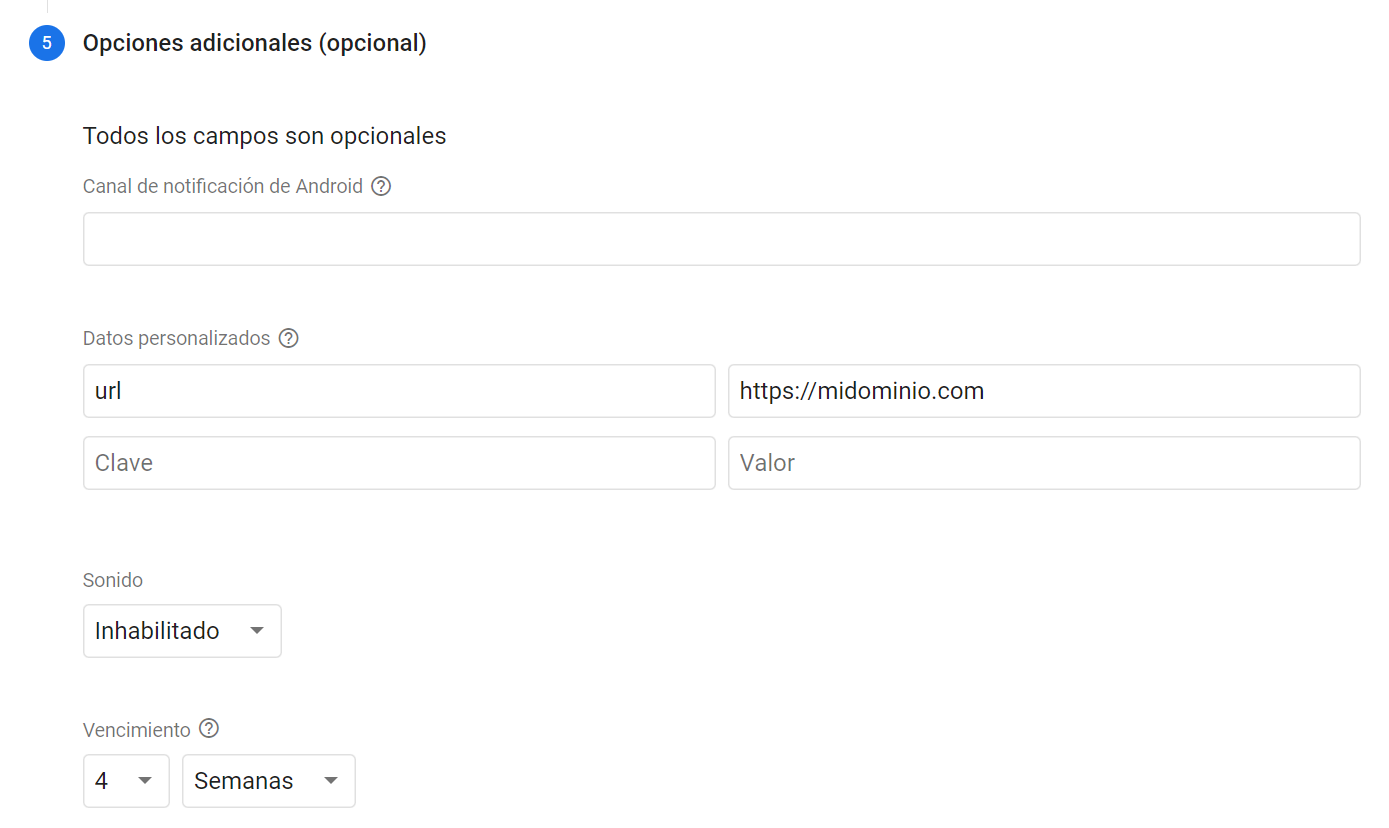 5 Opciones adicionales (opcional)
Todos los campos son opcionales
Canal de notificación de Android ?
Datos personalizados ?
url https://midominio.com
Clave Valor
Sonido
Inhabilitado
Vencimiento ?
4 Semanas